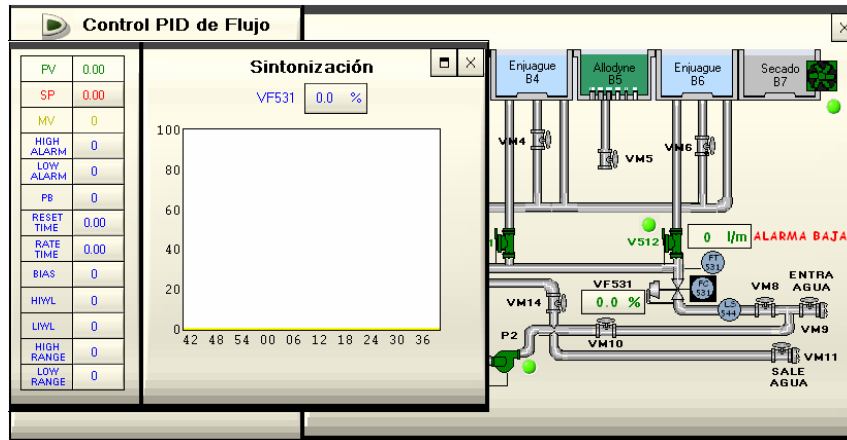 Control PID de Flujo
PV 0.00
SP 0.00
MV 0
HIGH ALARM 0
LOW ALARM 0
PB 0
RESET TIME 0.00
RATE TIME 0.00
BIAS 0
HIWL 0
LIWL 0
HIGH RANGE 0
LOW RANGE 0
Sintonización
VF531 0.0 %
100
80
60
40
20
0
42 48 54 00 06 12 18 24 30 36
Enjuague
B4
Allodyne
B5
Enjuague
B6
Secado
B7
VM4
VM5
VM6
V512
0 l/m ALARMA BAJA
FT
531
VF531
0.0 %
FC
531
LS
544
VM8
ENTRA
AGUA
VM9
VM14
P2
VM10
VM11
SALE
AGUA